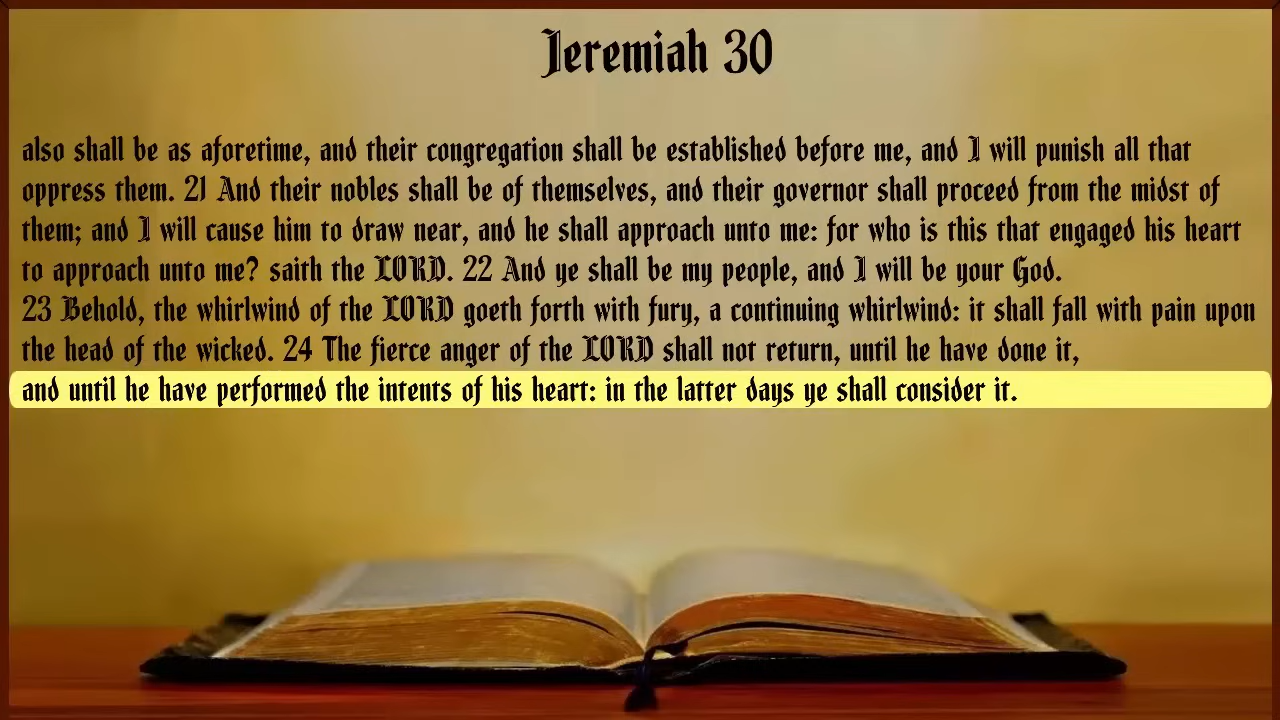 Jeremiah 30
also shall be as aforetime, and their congregation shall be established before me, and I will punish all that
oppress them. 21 And their nobles shall be of themselves, and their governor shall proceed from the midst of
them; and I will cause him to draw near, and he shall approach unto me: for who is this that engaged his heart
to approach unto me? saith the LORD. 22 And ye shall be my people, and I will be your God.
23 Behold, the whirlwind of the LORD goeth forth with fury, a continuing whirlwind: it shall fall with pain upon
the head of the wicked. 24 The fierce anger of the LORD shall not return, until he have done it,
and until he have performed the intents of his heart: in the latter days ye shall consider it.